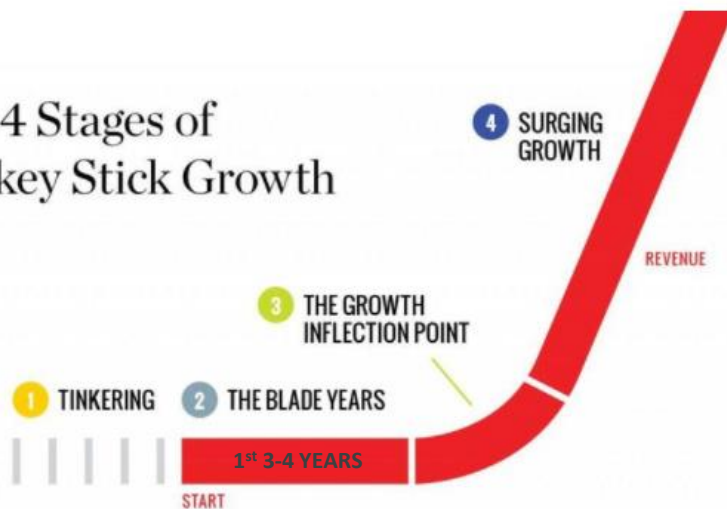 4 Stages of
key Stick Growth
4 SURGING
GROWTH
REVENUE
3 THE GROWTH
INFLECTION POINT
1 TINKERING
2 THE BLADE YEARS
1st 3-4 YEARS
START